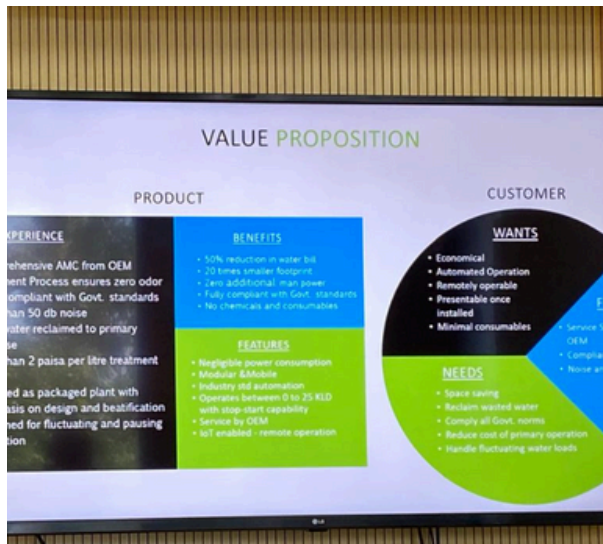 VALUE PROPOSITION
PRODUCT
XPERIENCE
rehensive AMC from OEM
ment Process ensures zero odor
ompliant with Govt. standards
han 50 db noise
vater reclaimed to primary
se
han 2 paisa per litre treatment
ed as packaged plant with
asis on design and beatification
ned for fluctuating and pausing
tion
BENEFITS
• 50% reduction in water bill
• 20 times smaller footprint
• Zero additional man power
• Fully compliant with Govt. standards
• No chemicals and consumables
FEATURES
• Negligible power consumption
• Modular &Mobile
• Industry std automation
• Operates between 0 to 25 KLD
with stop-start capability
• Service by OEM
• IoT enabled - remote operation
CUSTOMER
WANTS
• Economical
• Automated Operation
• Remotely operable
• Presentable once
installed
• Minimal consumables
F
• Service S
OEM
• Complia
• Noise an
NEEDS
• Space saving
• Reclaim wasted water
• Comply all Govt. norms
• Reduce cost of primary operation
• Handle fluctuating water loads
LG